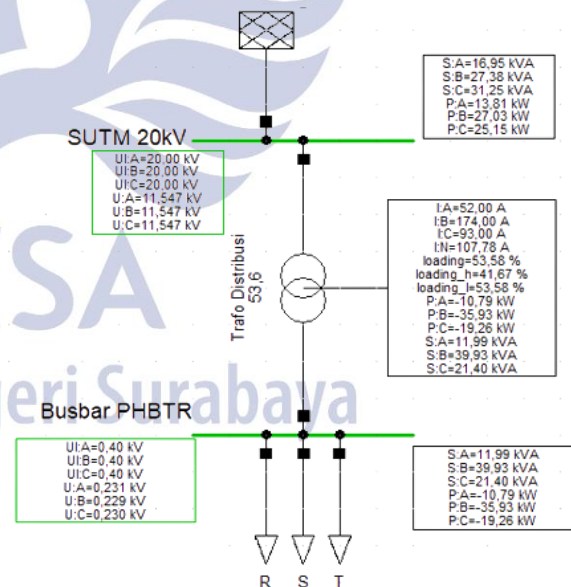 S:A=16,95 kVA
S:B=27,38 kVA
S:C=31,25 kVA
P:A=13,81 kW
P:B=27,03 kW
P:C=25,15 kW
SUTM 20kV
Ul:A=20,00 kV
Ul:B=20,00 kV
Ul:C=20,00 kV
U:A=11,547 kV
U:B=11,547 kV
U:C=11,547 kV
I:A=52,00 A
I:B=174,00 A
I:C=93,00 A
I:N=107,78 A
loading=53,58 %
loading_h=41,67 %
loading_l=53,58 %
P:A=-10,79 kW
P:B=-35,93 kW
P:C=-19,26 kW
S:A=11,99 kVA
S:B=39,93 kVA
S:C=21,40 kVA
Trafo Distribusi
53,6
SA
geri Surabaya
Busbar PHBTR
Ul:A=0,40 kV
Ul:B=0,40 kV
Ul:C=0,40 kV
U:A=0,231 kV
U:B=0,229 kV
U:C=0,230 kV
S:A=11,99 kVA
S:B=39,93 kVA
S:C=21,40 kVA
P:A=-10,79 kW
P:B=-35,93 kW
P:C=-19,26 kW
R S T